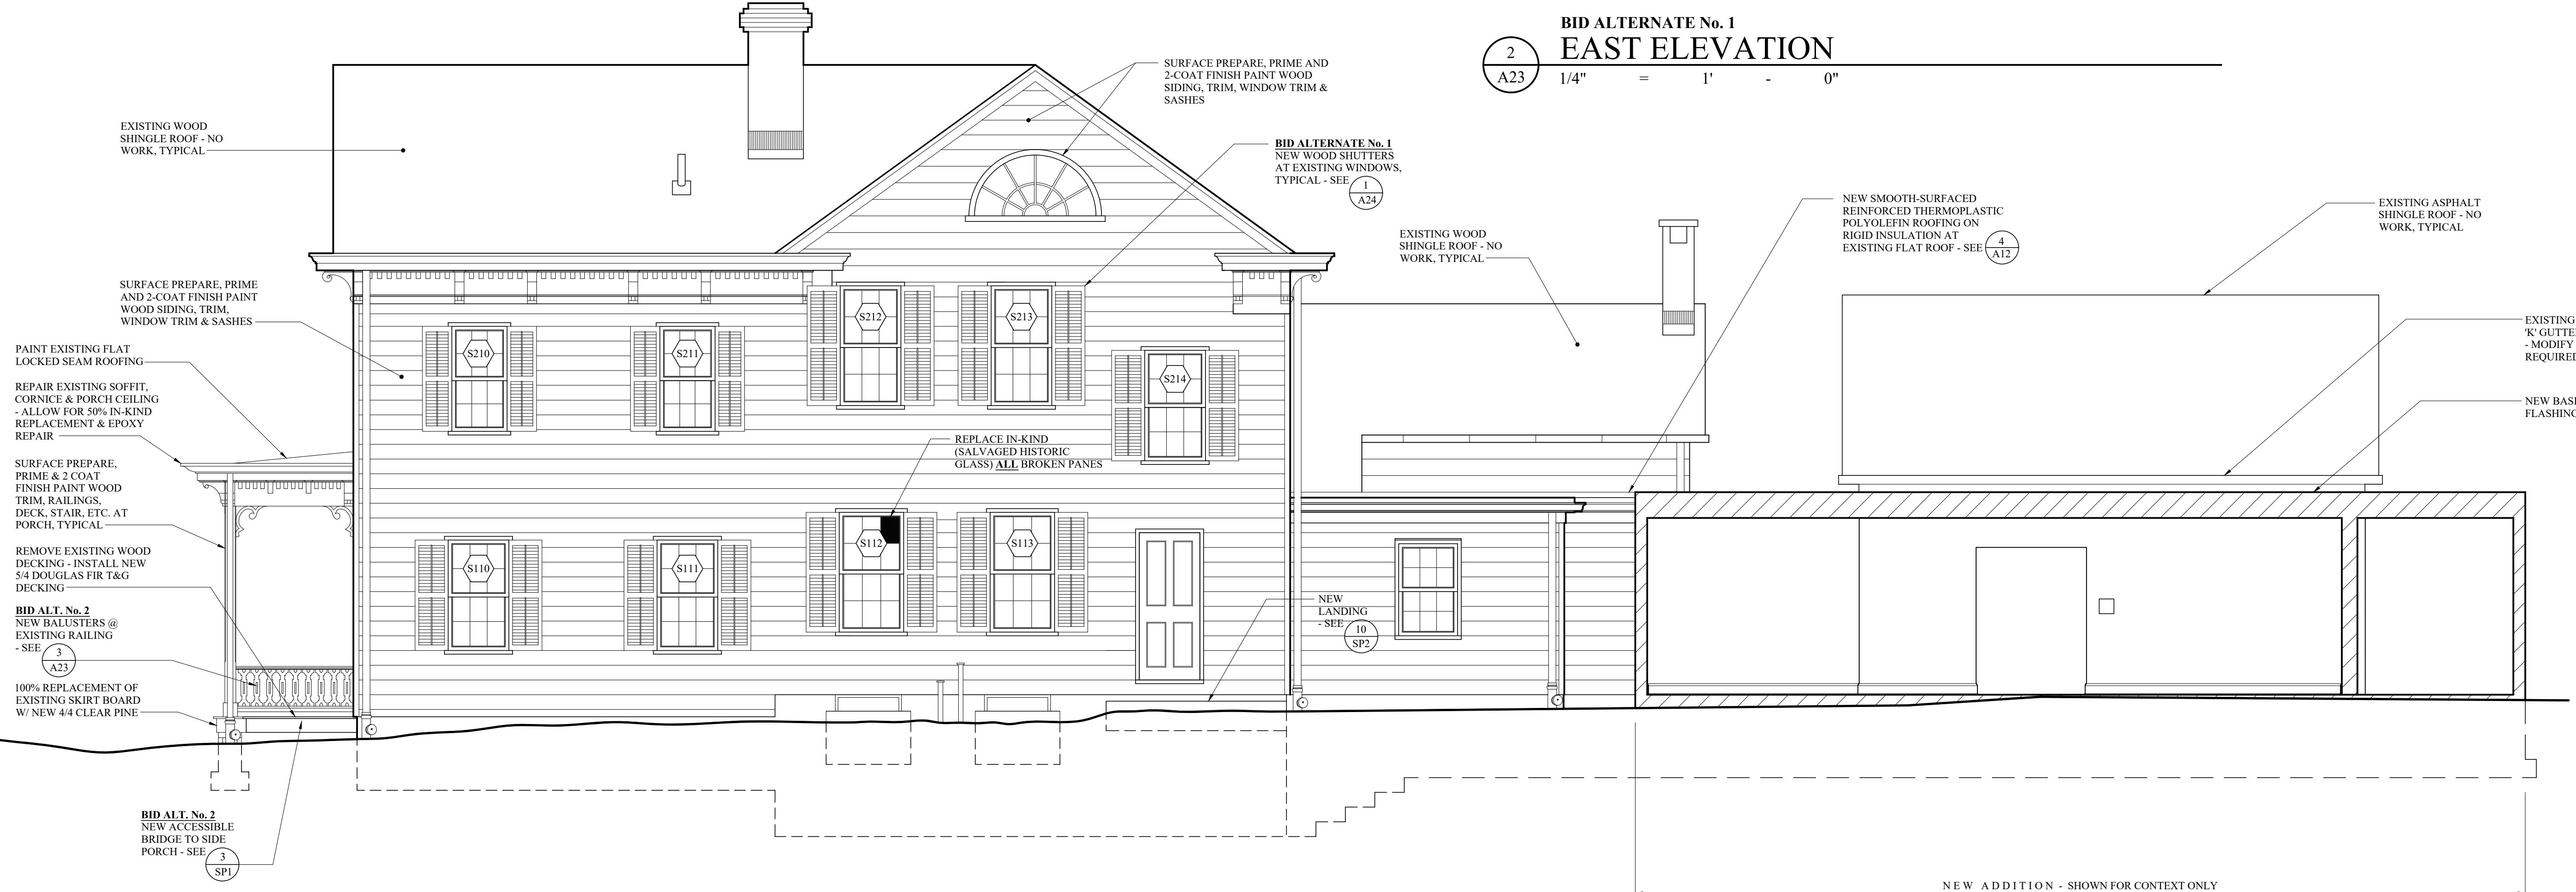 BID ALTERNATE No. 1
2
A23
EAST ELEVATION
1/4" = 1' - 0"
SURFACE PREPARE, PRIME AND
2-COAT FINISH PAINT WOOD
SIDING, TRIM, WINDOW TRIM &
SASHES
EXISTING WOOD
SHINGLE ROOF - NO
WORK, TYPICAL
BID ALTERNATE No. 1
NEW WOOD SHUTTERS
AT EXISTING WINDOWS,
TYPICAL - SEE
1
A24
NEW SMOOTH-SURFACED
REINFORCED THERMOPLASTIC
POLYOLEFIN ROOFING ON
RIGID INSULATION AT
EXISTING FLAT ROOF - SEE
4
A12
EXISTING ASPHALT
SHINGLE ROOF - NO
WORK, TYPICAL
EXISTING WOOD
SHINGLE ROOF - NO
WORK, TYPICAL
SURFACE PREPARE, PRIME
AND 2-COAT FINISH PAINT
WOOD SIDING, TRIM,
WINDOW TRIM & SASHES
S212
S213
EXISTING
'K' GUTTE
- MODIFY
REQUIRED
PAINT EXISTING FLAT
LOCKED SEAM ROOFING
S210
S211
S214
REPAIR EXISTING SOFFIT,
CORNICE & PORCH CEILING
- ALLOW FOR 50% IN-KIND
REPLACEMENT & EPOXY
REPAIR
NEW BAS
FLASHING
REPLACE IN-KIND
(SALVAGED HISTORIC
GLASS) ALL BROKEN PANES
SURFACE PREPARE,
PRIME & 2 COAT
FINISH PAINT WOOD
TRIM, RAILINGS,
DECK, STAIR, ETC. AT
PORCH, TYPICAL
S112
S113
S110
S111
REMOVE EXISTING WOOD
DECKING - INSTALL NEW
5/4 DOUGLAS FIR T&G
DECKING
BID ALT. No. 2
NEW BALUSTERS @
EXISTING RAILING
- SEE
3
A23
NEW
LANDING
- SEE
10
SP2
100% REPLACEMENT OF
EXISTING SKIRT BOARD
W/ NEW 4/4 CLEAR PINE
BID ALT. No. 2
NEW ACCESSIBLE
BRIDGE TO SIDE
PORCH - SEE
3
SP1
NEW ADDITION - SHOWN FOR CONTEXT ONLY